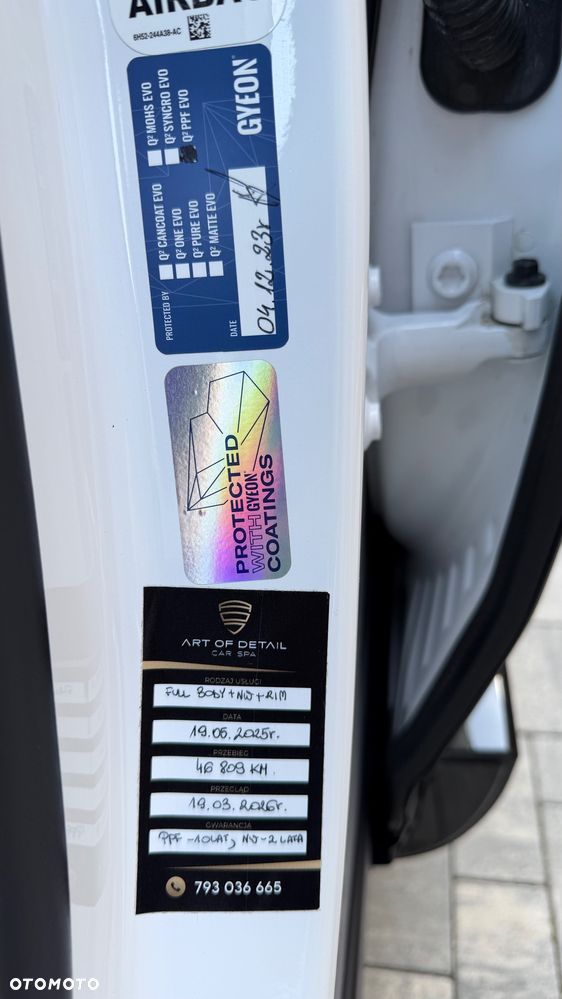 AIRBAG
6H52-244A38-AC
GYEON®
Q² MOHS EVO
Q² SYNCRO EVO
Q² PPF EVO
PROTECTED BY
Q² CANCOAT EVO
Q² ONE EVO
Q² PURE EVO
Q² MATTE EVO
DATE
04.12.23r
PROTECTED
WITH GYEON®
COATINGS
ART OF DETAIL
CAR SPA
RODZAJ USŁUGI
FULL BODY + NW + RIM
DATA
19.06.2025r.
PRZEBIEG
46 809 KM.
PRZEGLĄD
19.03.2026r.
GWARANCJA
PPF - 10LAT, NW - 2 LATA
793 036 665
OTOMOTO